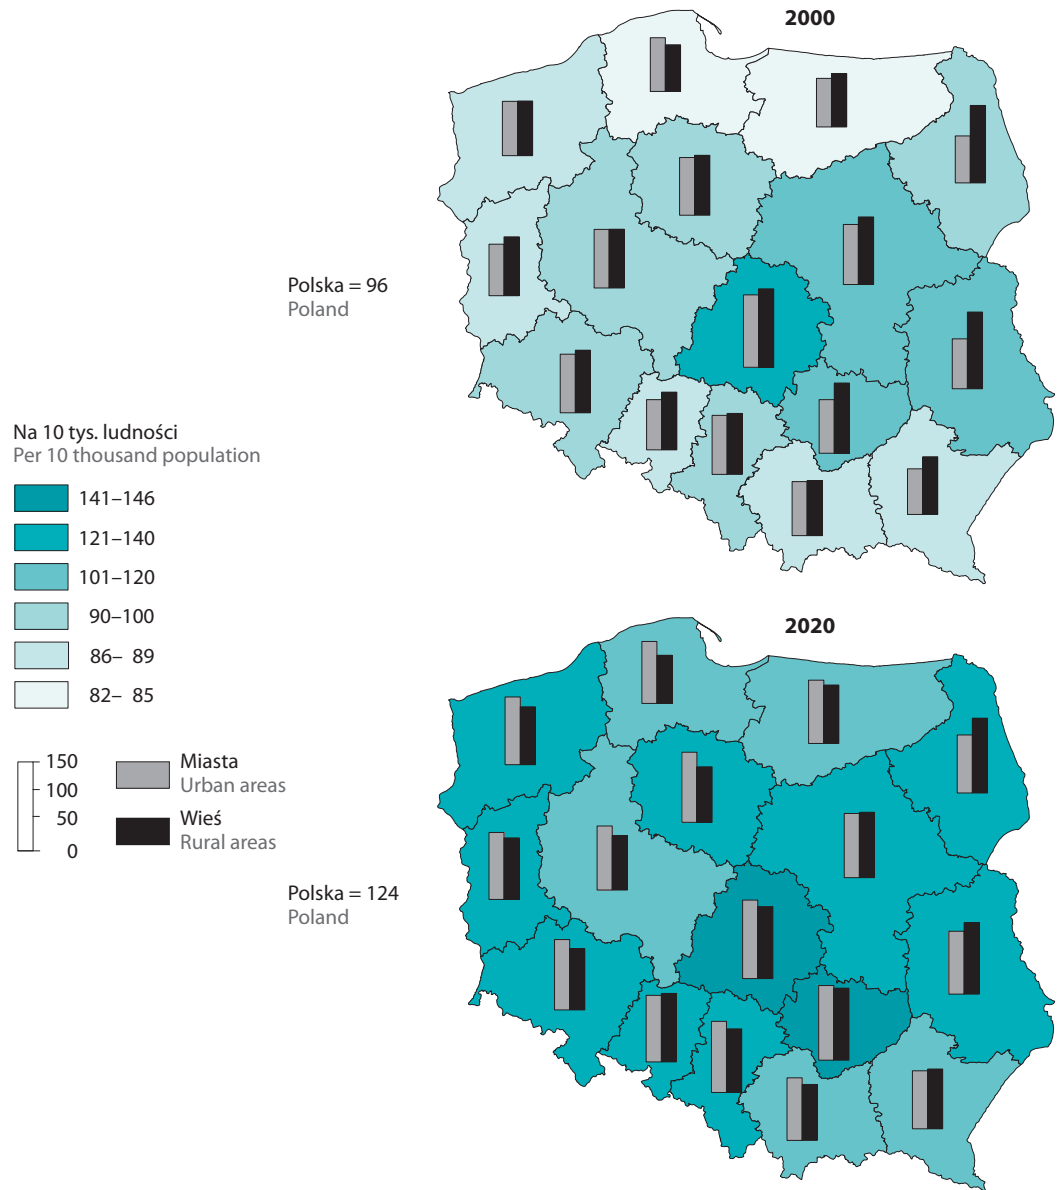 2000
Polska = 96
Poland
Na 10 tys. ludności
Per 10 thousand population
141–146
121–140
101–120
90–100
86– 89
82– 85
2020
150
100
50
0
Miasta
Urban areas
Wieś
Rural areas
Polska = 124
Poland